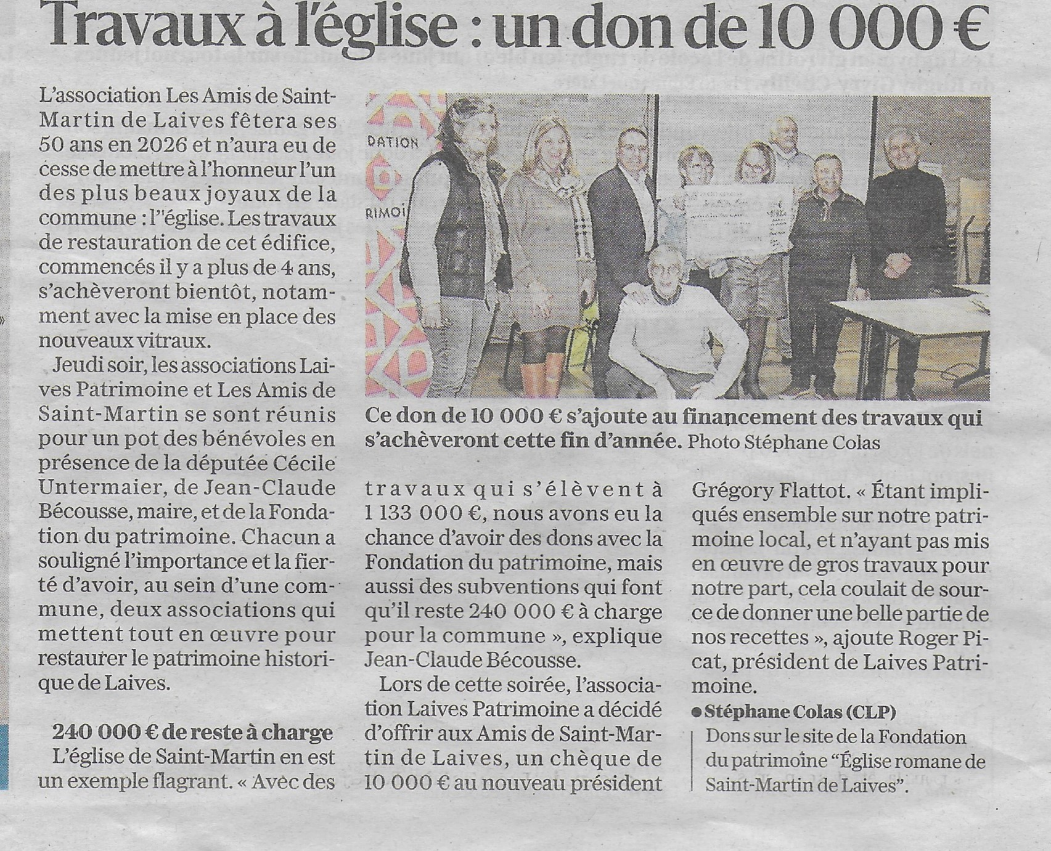 Travaux à l'église : un don de 10 000 €
L'association Les Amis de Saint-
Martin de Laives fêtera ses
50 ans en 2026 et n'aura eu de
cesse de mettre à l'honneur l'un
des plus beaux joyaux de la
commune : l''église. Les travaux
de restauration de cet édifice,
commencés il y a plus de 4 ans,
s'achèveront bientôt, notam-
ment avec la mise en place des
nouveaux vitraux.
Jeudi soir, les associations Lai-
ves Patrimoine et Les Amis de
Saint-Martin se sont réunis
pour un pot des bénévoles en
présence de la députée Cécile
Untermaier, de Jean-Claude
Bécousse, maire, et de la Fonda-
tion du patrimoine. Chacun a
souligné l'importance et la fier-
té d'avoir, au sein d'une com-
mune, deux associations qui
mettent tout en œuvre pour
restaurer le patrimoine histori-
que de Laives.
240 000 € de reste à charge
L'église de Saint-Martin en est
un exemple flagrant. « Avec des
DATION
RIMOI
Ce don de 10 000 € s'ajoute au financement des travaux qui
s'achèveront cette fin d'année. Photo Stéphane Colas
travaux qui s'élèvent à
1 133 000 €, nous avons eu la
chance d'avoir des dons avec la
Fondation du patrimoine, mais
aussi des subventions qui font
qu'il reste 240 000 € à charge
pour la commune », explique
Jean-Claude Bécousse.
Lors de cette soirée, l'associa-
tion Laives Patrimoine a décidé
d'offrir aux Amis de Saint-Mar-
tin de Laives, un chèque de
10 000 € au nouveau président
Grégory Flattot. « Étant impli-
qués ensemble sur notre patri-
moine local, et n'ayant pas mis
en œuvre de gros travaux pour
notre part, cela coulait de sour-
ce de donner une belle partie de
nos recettes », ajoute Roger Pi-
cat, président de Laives Patri-
moine.
● Stéphane Colas (CLP)
Dons sur le site de la Fondation
du patrimoine “Église romane de
Saint-Martin de Laives”.